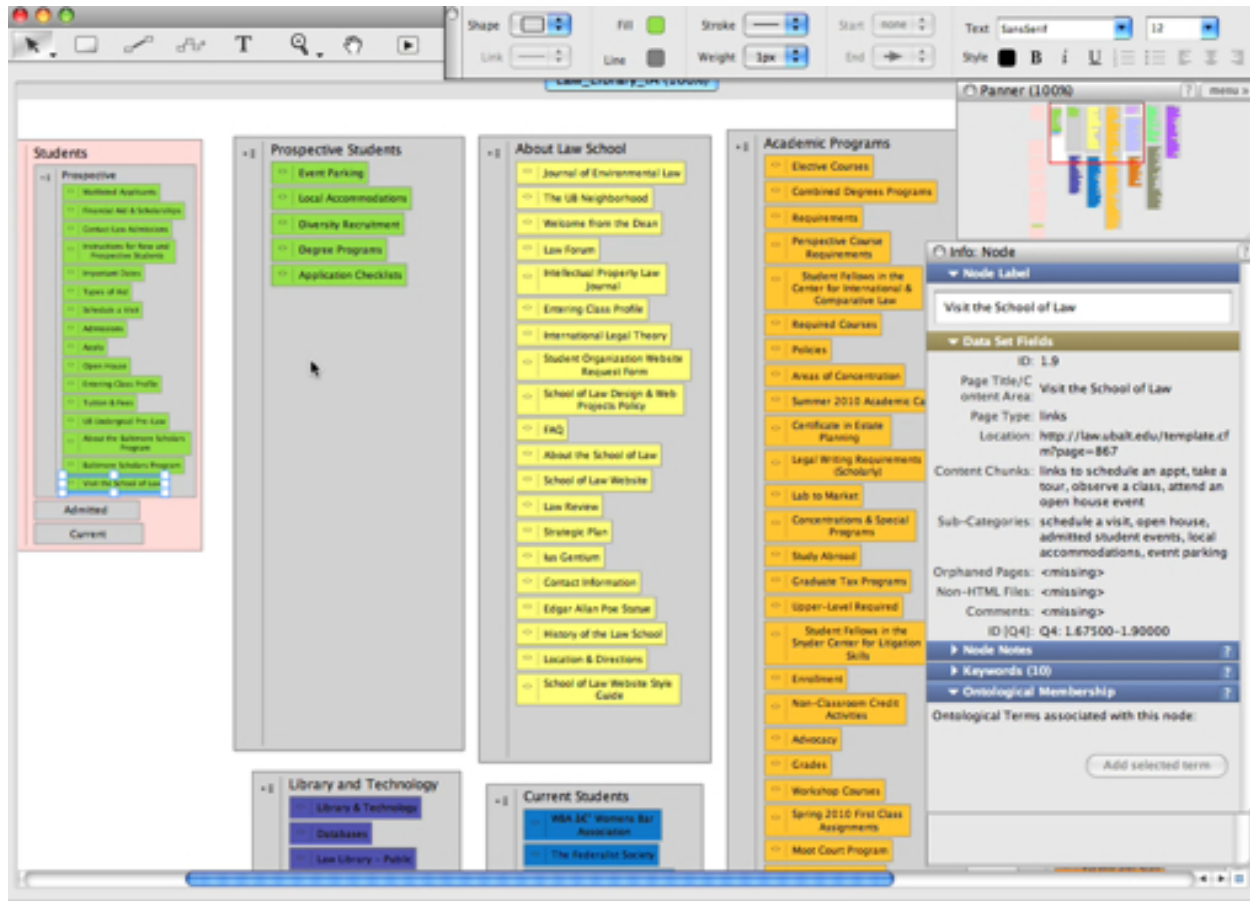 Shape
Fill
Stroke
Start
none
Text
SansSerif
12
Link
Line
Weight
1px
End
Style
B
i
U
T
Law_Library_IA (100%)
Panner (100%)
?
menu »
Students
Prospective
Multilated Applicants
Financial Aid & Scholarships
Contact Law Admissions
Instructions for New and
Prospective Students
Important Dates
Types of Aid
Schedule a Visit
Admissions
Apply
Open House
Entering Class Profile
Tuition & Fees
UB Undergrad Pre-Law
About the Baltimore Scholars
Program
Baltimore Scholars Program
Visit the School of Law
Admitted
Current
Prospective Students
Event Parking
Local Accommodations
Diversity Recruitment
Degree Programs
Application Checklists
About Law School
Journal of Environmental Law
The UB Neighborhood
Welcome from the Dean
Law Forum
Intellectual Property Law
Journal
Entering Class Profile
International Legal Theory
Student Organization Website
Request Form
School of Law Design & Web
Projects Policy
FAQ
About the School of Law
School of Law Website
Law Review
Strategic Plan
Ius Gentium
Contact Information
Edgar Allan Poe Statue
History of the Law School
Location & Directions
School of Law Website Style
Guide
Academic Programs
Elective Courses
Combined Degrees Programs
Requirements
Perspective Course
Requirements
Student Fellows in the
Center for International &
Comparative Law
Required Courses
Policies
Areas of Concentration
Summer 2010 Academic Ca
Certificate in Estate
Planning
Legal Writing Requirements
(Scholarly)
Lab to Market
Concentrations & Special
Programs
Study Abroad
Graduate Tax Programs
Upper-Level Required
Student Fellows in the
Snyder Center for Litigation
Skills
Enrollment
Non-Classroom Credit
Activities
Advocacy
Grades
Workshop Courses
Spring 2010 First Class
Assignments
Moot Court Program
Library and Technology
Library & Technology
Databases
Law Library - Public
Current Students
WBA â€" Womens Bar
Association
The Federalist Society
Info: Node
?
Node Label
Visit the School of Law
Data Set Fields
ID: 1.9
Page Title/C
ontent Area: Visit the School of Law
Page Type: links
Location: http://law.ubalt.edu/template.cf
m?page=867
Content Chunks: links to schedule an appt, take a
tour, observe a class, attend an
open house event
Sub-Categories: schedule a visit, open house,
admitted student events, local
accommodations, event parking
Orphaned Pages: <missing>
Non-HTML Files: <missing>
Comments: <missing>
ID [Q4]: Q4: 1.67500-1.90000
Node Notes
?
Keywords (10)
?
Ontological Membership
?
Ontological Terms associated with this node:
Add selected term